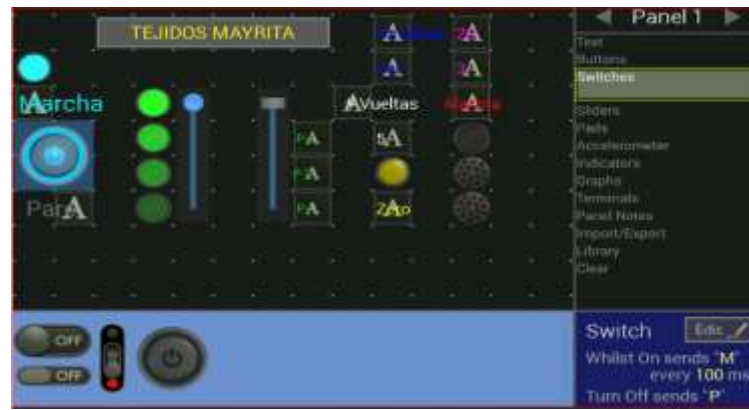 TEJIDOS MAYRITA
Marcha
Vueltas
Para
OFF
OFF
Panel 1
Text
Buttons
Switches
Sliders
Pads
Accelerometer
Indicators
Graphs
Terminals
Panel Notes
Import/Export
Library
Clear
Switch
Edit
Whilst On sends "M"
every 100 ms
Turn Off sends "P"